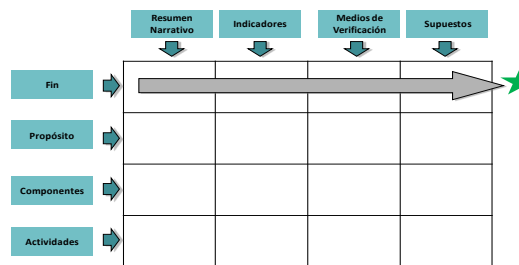 Resumen
Narrativo
Indicadores
Medios de
Verificación
Supuestos
Fin
Propósito
Componentes
Actividades